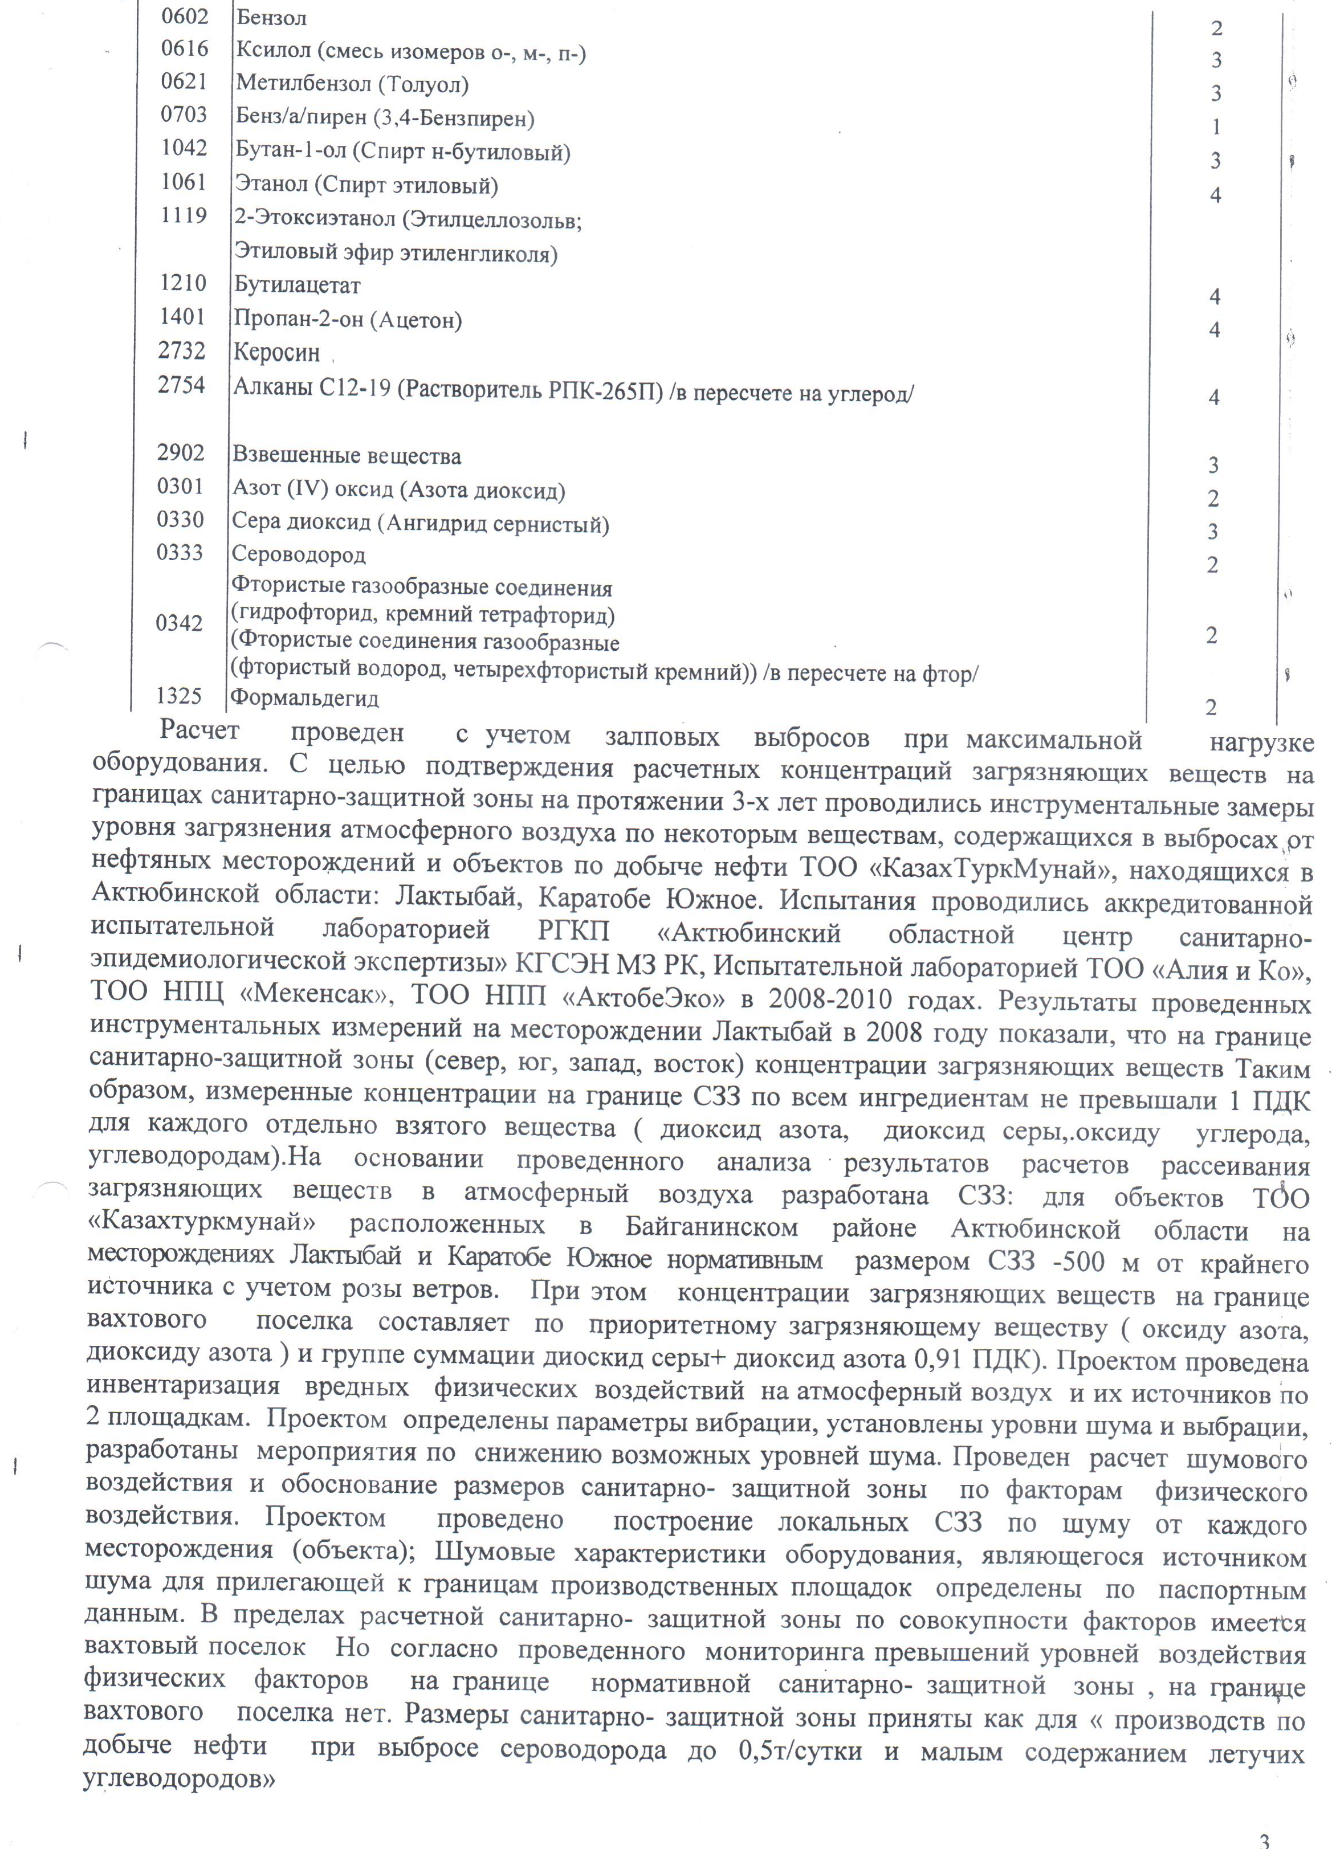 0602 Бензол 2
0616 Ксилол (смесь изомеров о-, м-, п-) 3
0621 Метилбензол (Толуол) 3
0703 Бенз/а/пирен (3,4-Бензпирен) 1
1042 Бутан-1-ол (Спирт н-бутиловый) 3
1061 Этанол (Спирт этиловый) 4
1119 2-Этоксиэтанол (Этилцеллозольв;
Этиловый эфир этиленгликоля)
1210 Бутилацетат 4
1401 Пропан-2-он (Ацетон) 4
2732 Керосин
2754 Алканы С12-19 (Растворитель РПК-265П) /в пересчете на углерод/ 4
2902 Взвешенные вещества 3
0301 Азот (IV) оксид (Азота диоксид) 2
0330 Сера диоксид (Ангидрид сернистый) 3
0333 Сероводород 2
Фтористые газообразные соединения
(гидрофторид, кремний тетрафторид)
0342 (Фтористые соединения газообразные 2
(фтористый водород, четырехфтористый кремний)) /в пересчете на фтор/
1325 Формальдегид 2
Расчет проведен с учетом залповых выбросов при максимальной нагрузке
оборудования. С целью подтверждения расчетных концентраций загрязняющих веществ на
границах санитарно-защитной зоны на протяжении 3-х лет проводились инструментальные замеры
уровня загрязнения атмосферного воздуха по некоторым веществам, содержащихся в выбросах от
нефтяных месторождений и объектов по добыче нефти ТОО «КазахТуркМунай», находящихся в
Актюбинской области: Лактыбай, Каратобе Южное. Испытания проводились аккредитованной
испытательной лабораторией РГКП «Актюбинский областной центр санитарно-
эпидемиологической экспертизы» КГСЭН МЗ РК, Испытательной лабораторией ТОО «Алия и Ко»,
ТОО НПЦ «Мекенсак», ТОО НПП «АктобеЭко» в 2008-2010 годах. Результаты проведенных
инструментальных измерений на месторождении Лактыбай в 2008 году показали, что на границе
санитарно-защитной зоны (север, юг, запад, восток) концентрации загрязняющих веществ Таким
образом, измеренные концентрации на границе СЗЗ по всем ингредиентам не превышали 1 ПДК
для каждого отдельно взятого вещества ( диоксид азота, диоксид серы,.оксиду углерода,
углеводородам).На основании проведенного анализа результатов расчетов рассеивания
загрязняющих веществ в атмосферный воздуха разработана СЗЗ: для объектов ТОО
«Казахтуркмунай» расположенных в Байганинском районе Актюбинской области на
месторождениях Лактыбай и Каратобе Южное нормативным размером СЗЗ -500 м от крайнего
источника с учетом розы ветров. При этом концентрации загрязняющих веществ на границе
вахтового поселка составляет по приоритетному загрязняющему веществу ( оксиду азота,
диоксиду азота ) и группе суммации диоскид серы+ диоксид азота 0,91 ПДК). Проектом проведена
инвентаризация вредных физических воздействий на атмосферный воздух и их источников по
2 площадкам. Проектом определены параметры вибрации, установлены уровни шума и выбрации,
разработаны мероприятия по снижению возможных уровней шума. Проведен расчет шумового
воздействия и обоснование размеров санитарно- защитной зоны по факторам физического
воздействия. Проектом проведено построение локальных СЗЗ по шуму от каждого
месторождения (объекта); Шумовые характеристики оборудования, являющегося источником
шума для прилегающей к границам производственных площадок определены по паспортным
данным. В пределах расчетной санитарно- защитной зоны по совокупности факторов имеется
вахтовый поселок Но согласно проведенного мониторинга превышений уровней воздействия
физических факторов на границе нормативной санитарно- защитной зоны , на границе
вахтового поселка нет. Размеры санитарно- защитной зоны приняты как для « производств по
добыче нефти при выбросе сероводорода до 0,5т/сутки и малым содержанием летучих
углеводородов»
3